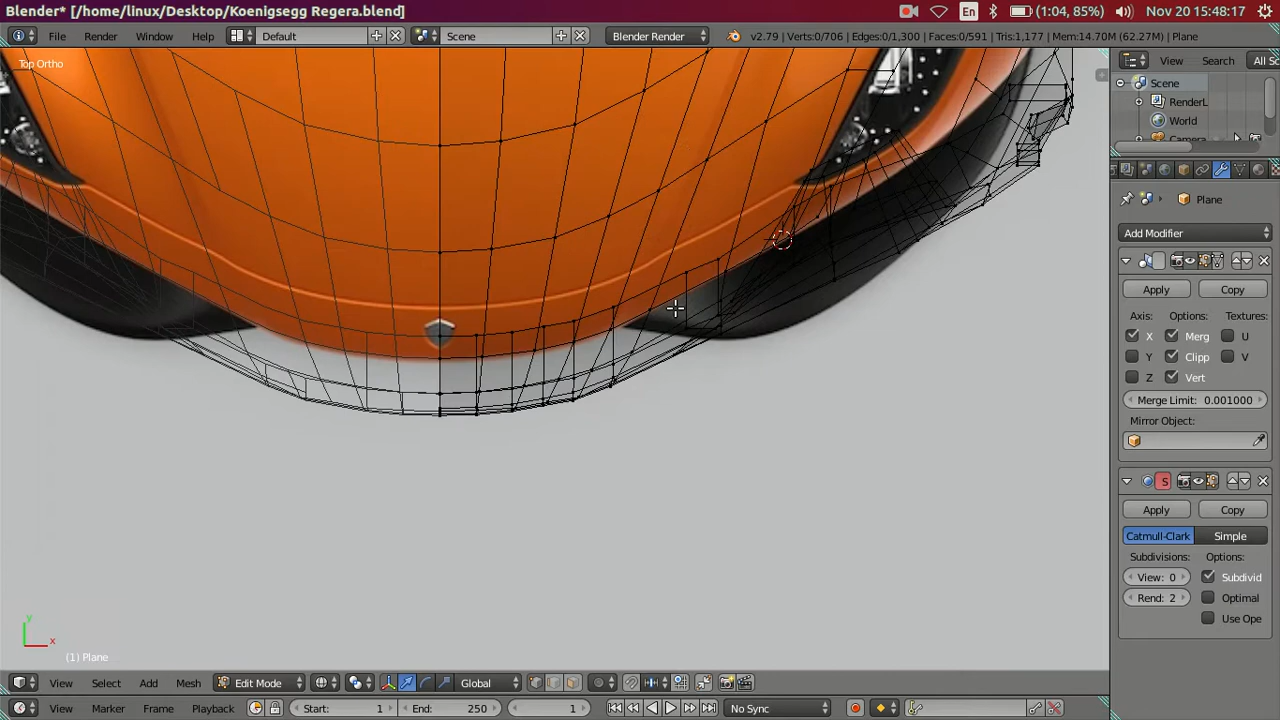 Blender* [/home/linux/Desktop/Koenigsegg Regera.blend]
En (1:04, 85%) Nov 20 15:48:17
File Render Window Help Default Scene Blender Render v2.79 | Verts:0/706 | Edges:0/1,300 | Faces:0/591 | Tris:1,177 | Mem:14.70M (62.27M) | Plane
Top Ortho
View Search All Sc
Scene
RenderL
World
Camera
Plane
Add Modifier
Apply Copy
Axis: Options: Textures:
X Merg U
Y Clipp V
Z Vert
Merge Limit: 0.001000
Mirror Object:
S
Apply Copy
Catmull-Clark Simple
Subdivisions: Options:
View: 0 Subdivid
Rend: 2 Optimal
Use Ope
y
x
(1) Plane
View Select Add Mesh Edit Mode Global
View Marker Frame Playback Start: 1 End: 250 1 No Sync